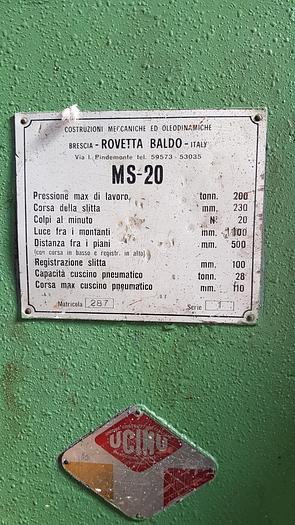 COSTRUZIONI MECCANICHE ED OLEODINAMICHE
BRESCIA - ROVETTA BALDO - ITALY
Via I. Pindemonte tel. 59573 - 53035
MS-20
Pressione max di lavoro tonn. 200
Corsa della slitta mm. 230
Colpi al minuto N. 20
Luce fra i montanti mm. 1100
Distanza fra i piani mm. 500
(con corsa in basso e registr. in alto)
Registrazione slitta mm. 100
Capacità cuscino pneumatico tonn. 28
Corsa max cuscino pneumatico mm. 110
Matricola 287 Serie 1
UCIMU